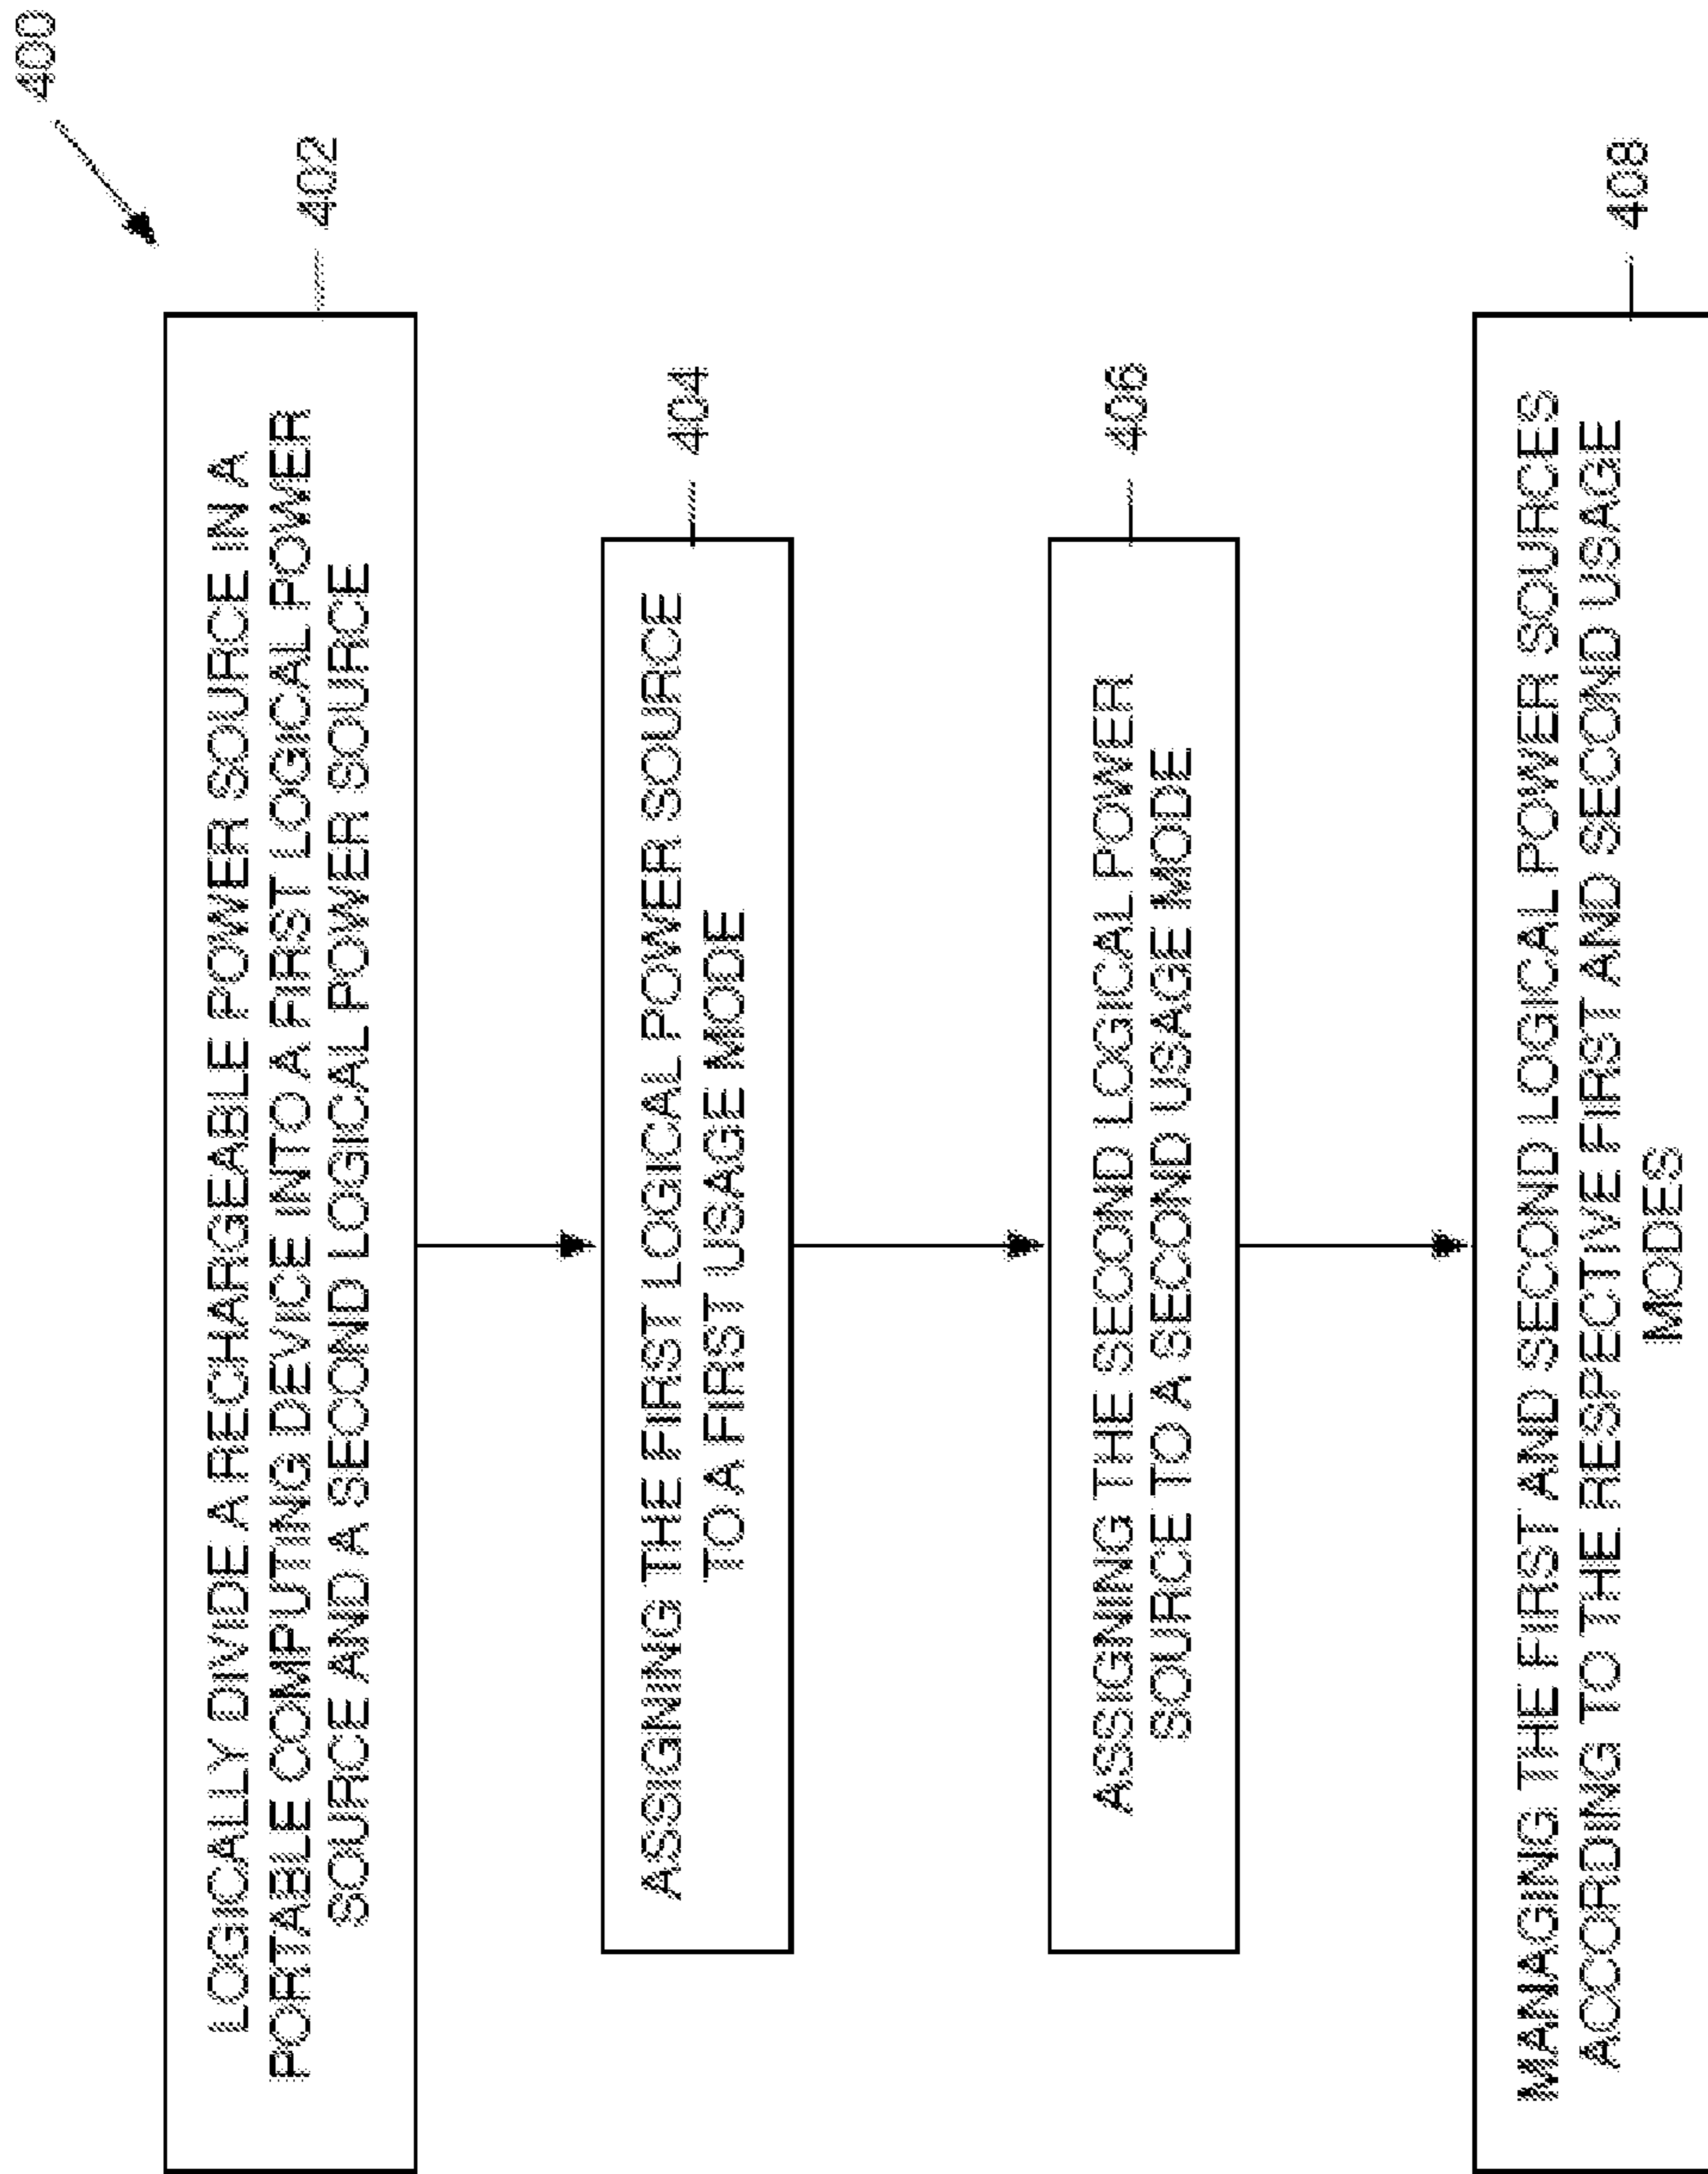 400
LOGICALLY DIVIDE A RECHARGEABLE POWER SOURCE IN A
PORTABLE COMPUTING DEVICE INTO A FIRST LOGICAL POWER
SOURCE AND A SECOND LOGICAL POWER SOURCE
402
ASSIGNING THE FIRST LOGICAL POWER SOURCE
TO A FIRST USAGE MODE
404
ASSIGNING THE SECOND LOGICAL POWER
SOURCE TO A SECOND USAGE MODE
406
MANAGING THE FIRST AND SECOND LOGICAL POWER SOURCES
ACCORDING TO THE RESPECTIVE FIRST AND SECOND USAGE
MODES
408